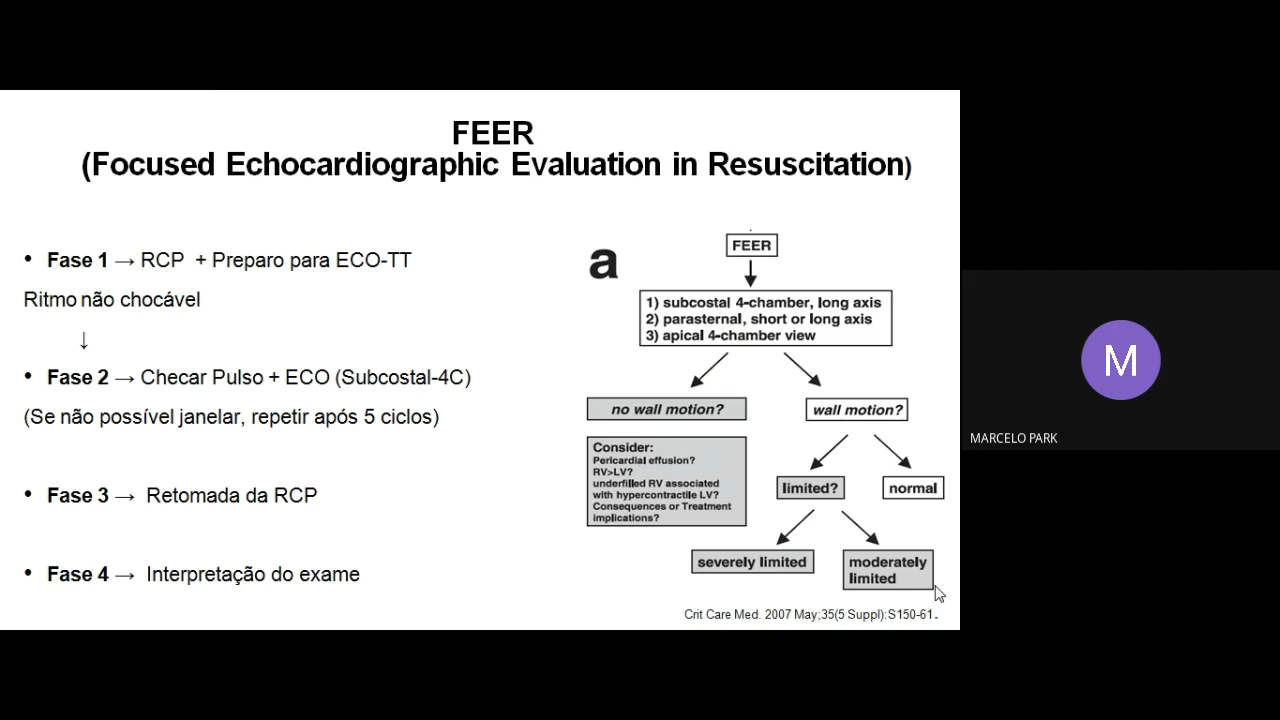 FEER
(Focused Echocardiographic Evaluation in Resuscitation)
• Fase 1 → RCP + Preparo para ECO-TT
Ritmo não chocável
↓
• Fase 2 → Checar Pulso + ECO (Subcostal-4C)
(Se não possível janelar, repetir após 5 ciclos)
• Fase 3 → Retomada da RCP
• Fase 4 → Interpretação do exame
a
FEER
1) subcostal 4-chamber, long axis
2) parasternal, short or long axis
3) apical 4-chamber view
no wall motion?
wall motion?
Consider:
Pericardial effusion?
RV>LV?
underfilled RV associated
with hypercontractile LV?
Consequences or Treatment
implications?
limited?
normal
severely limited
moderately
limited
Crit Care Med. 2007 May;35(5 Suppl):S150-61.
M
MARCELO PARK